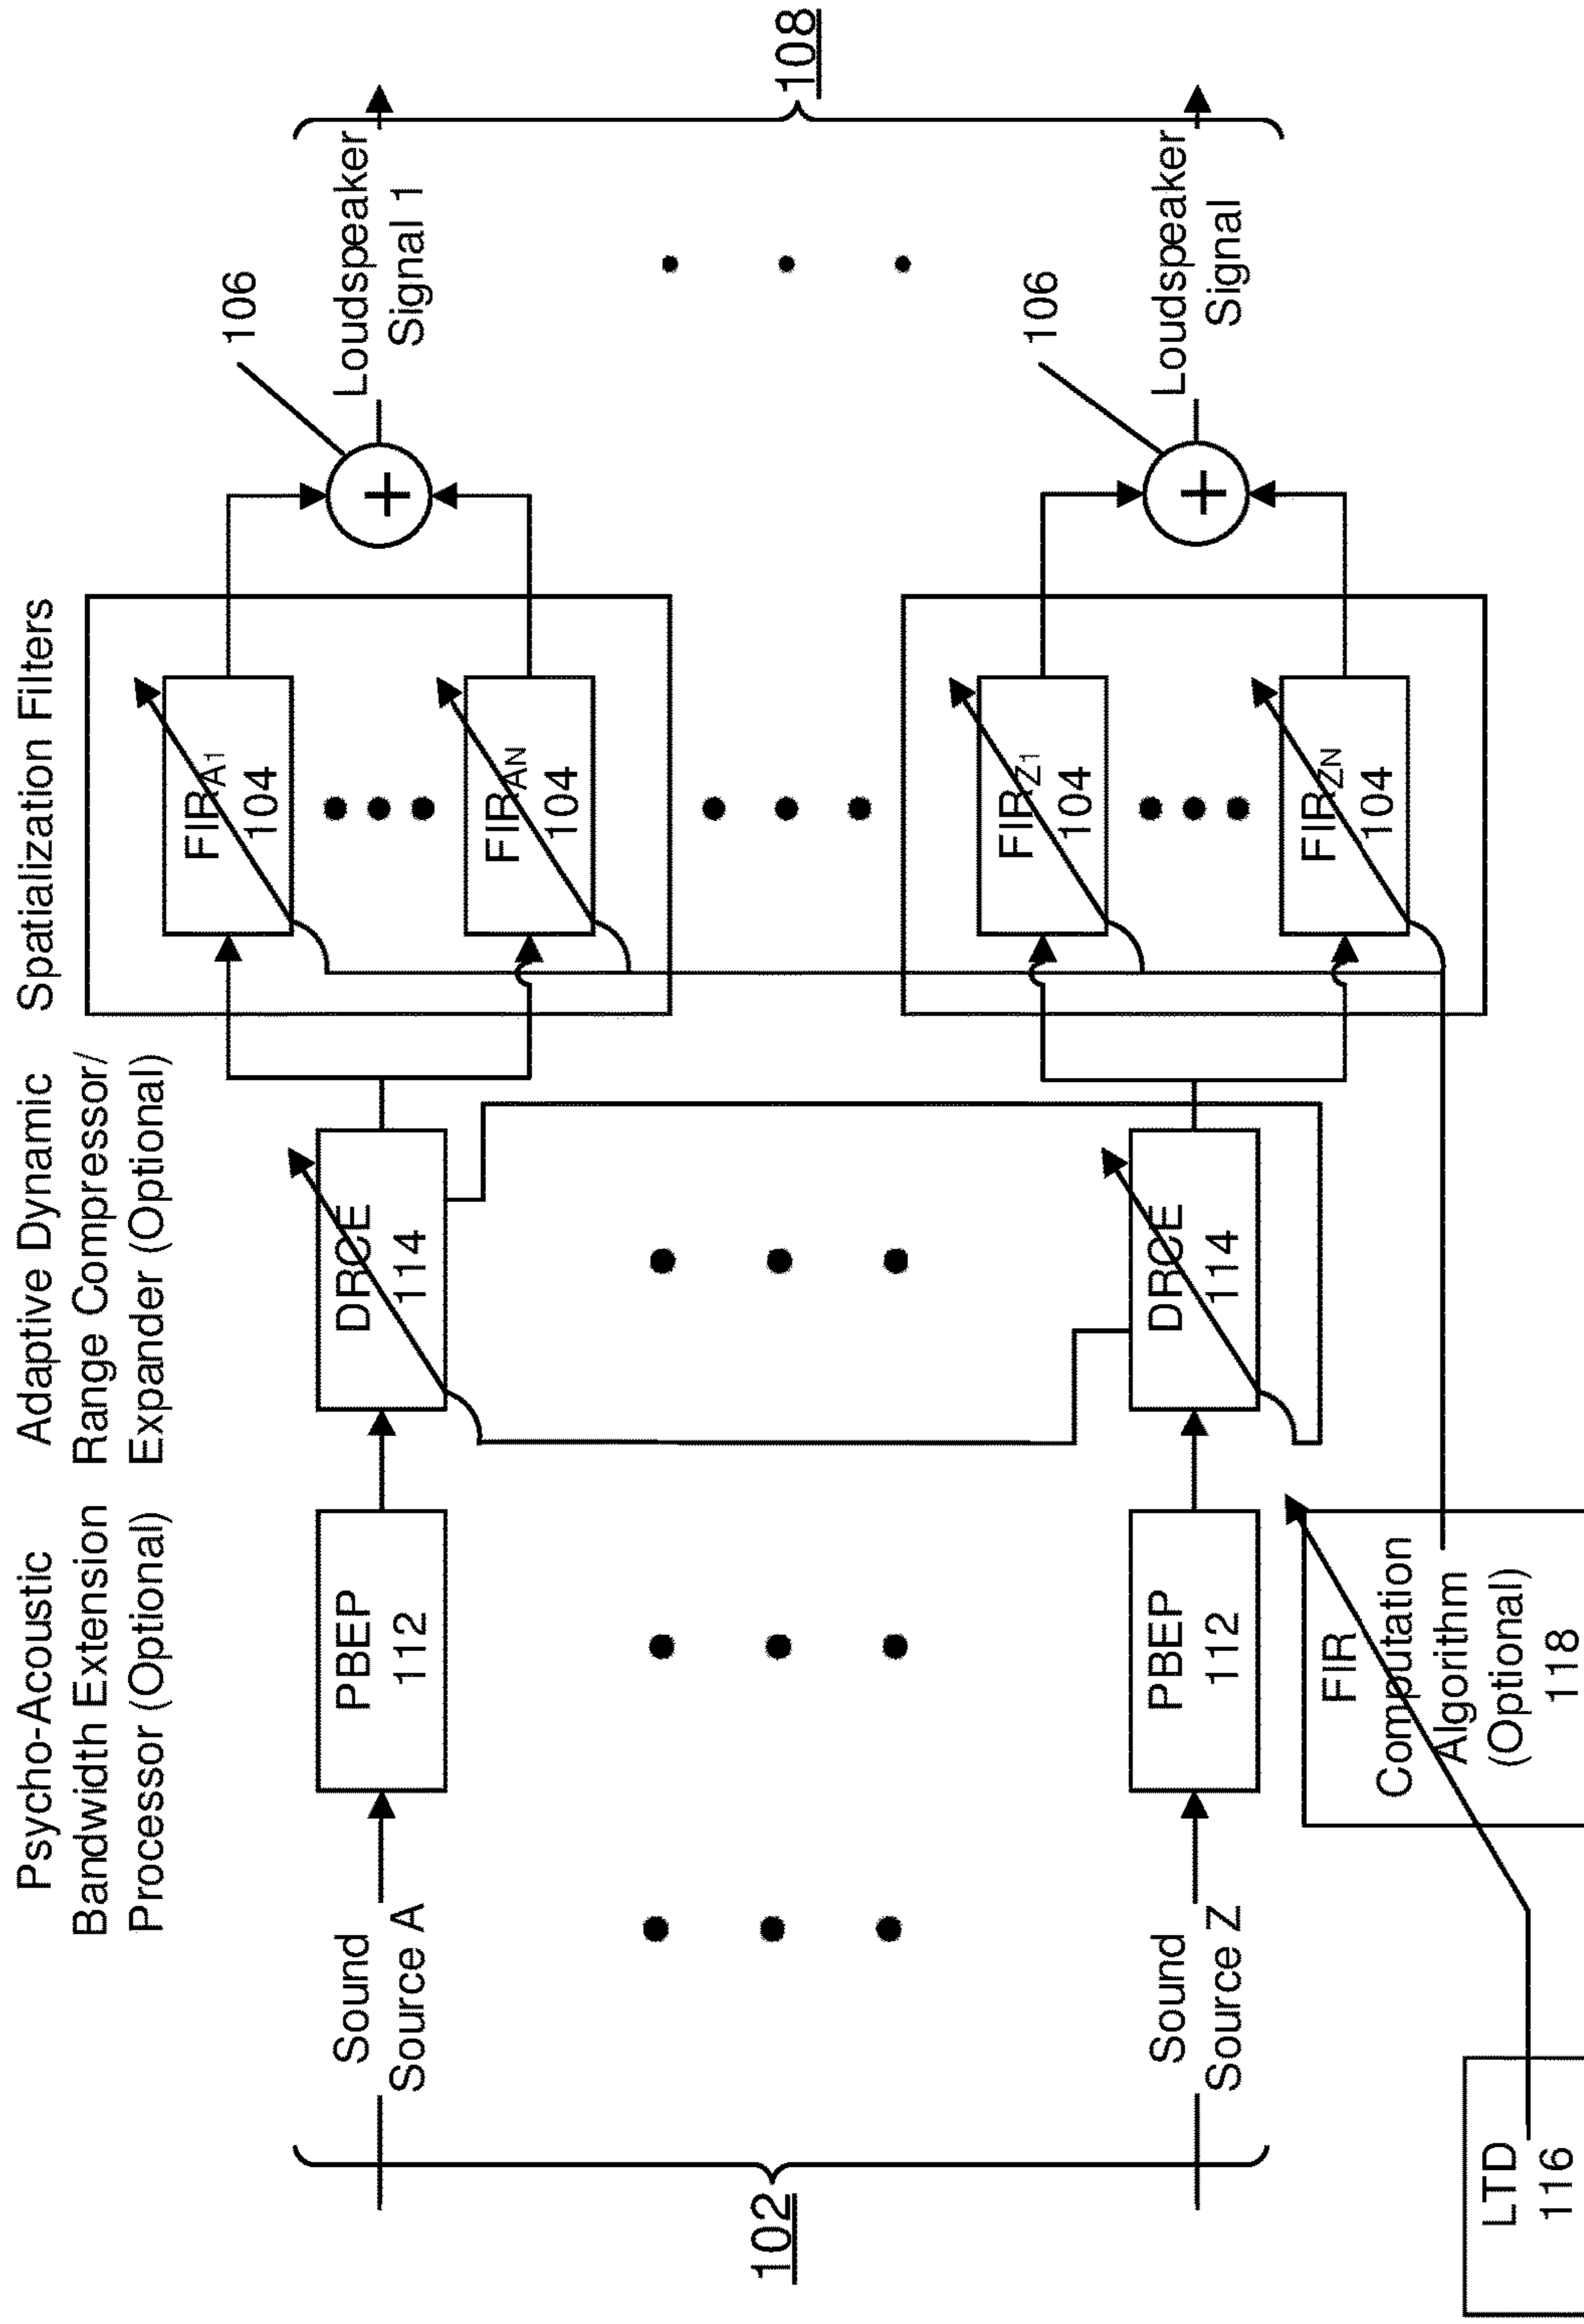 Psycho-Acoustic
Bandwidth Extension
Processor (Optional)
Adaptive Dynamic
Range Compressor/
Expander (Optional)
Spatialization Filters
102
Sound
Source A
PBEP
112
DRCE
114
FIRA1
104
FIRAN
104
+
106
Loudspeaker
Signal 1
108
Sound
Source Z
PBEP
112
DRCE
114
FIRZ1
104
FIRZN
104
+
106
Loudspeaker
Signal
LTD
116
FIR
Computation
Algorithm
(Optional)
118